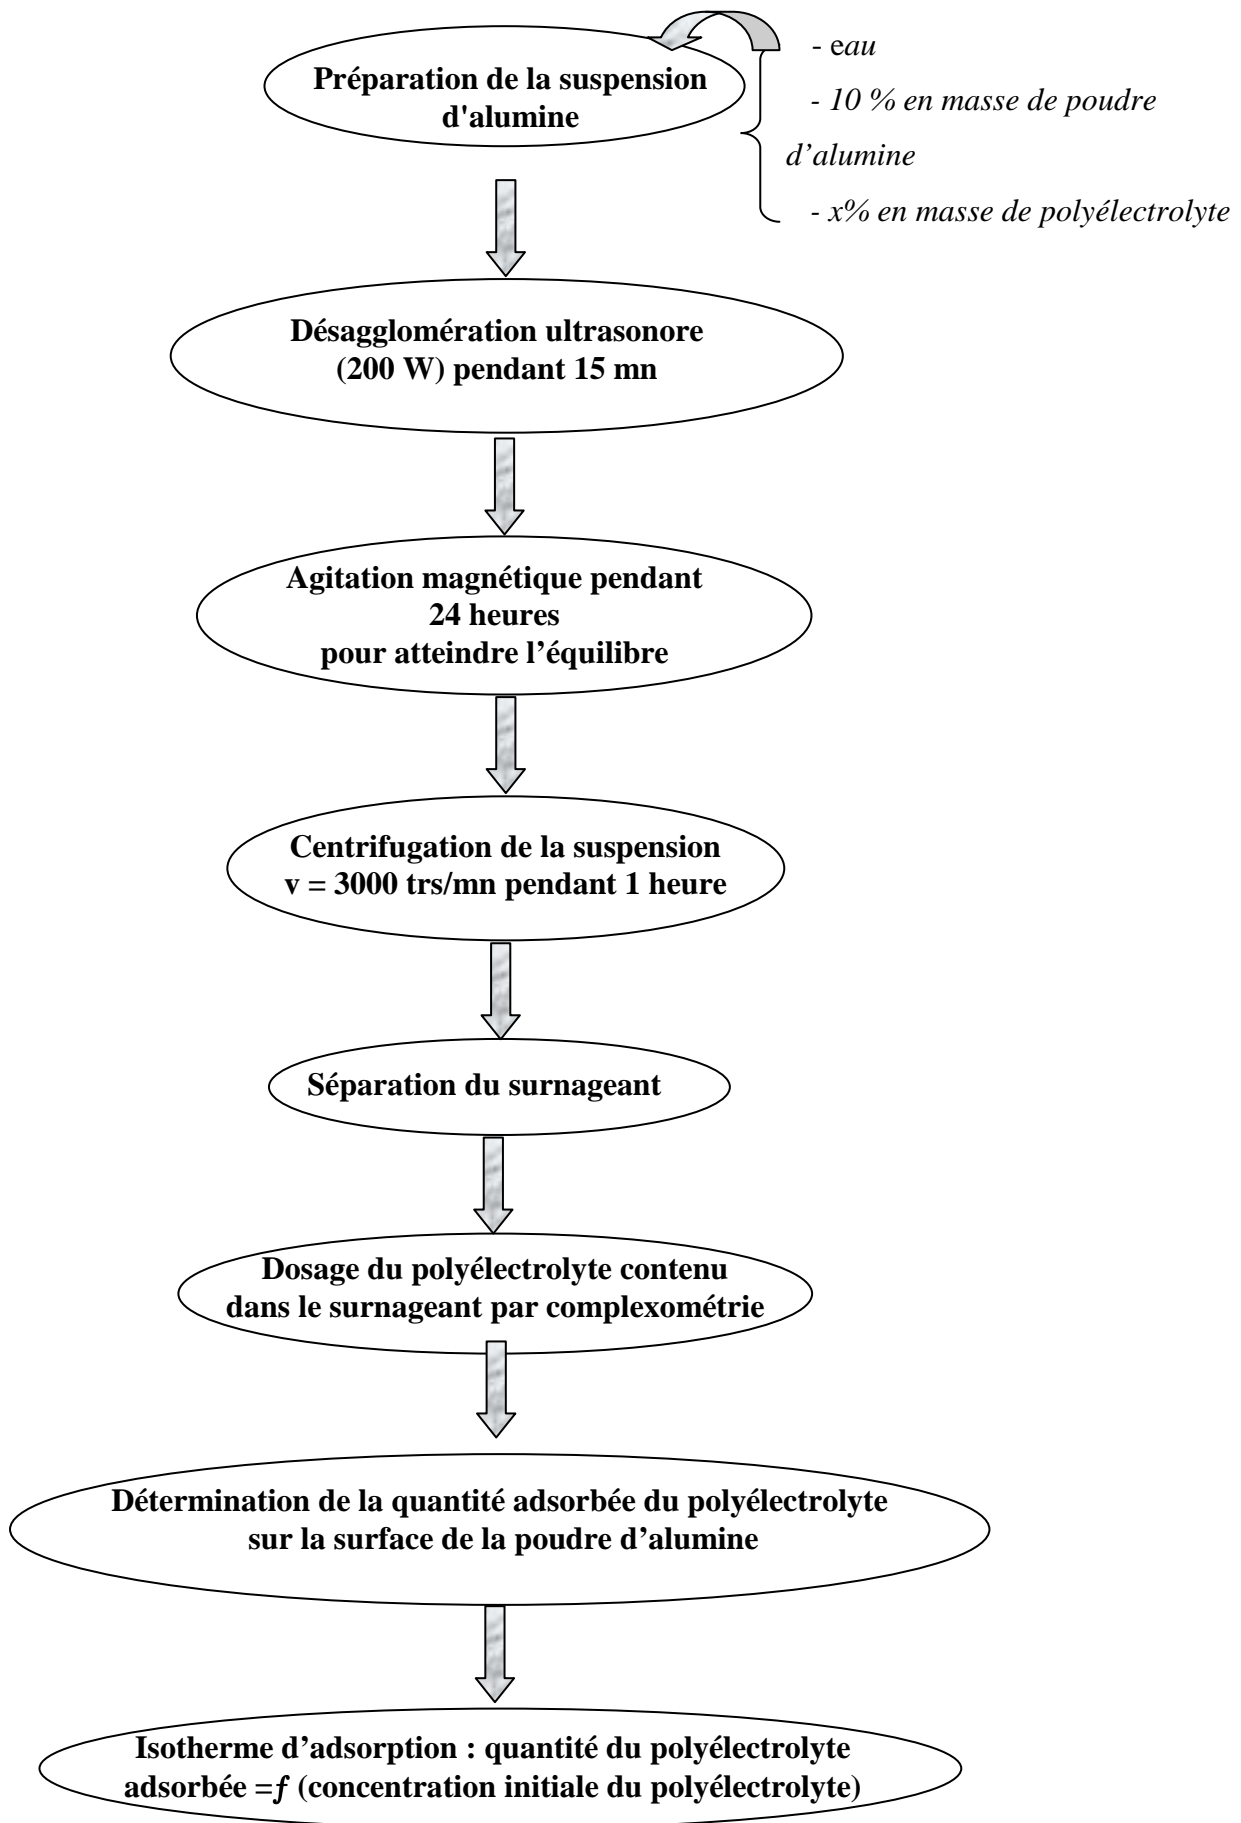 Préparation de la suspension
d'alumine
- eau
- 10 % en masse de poudre
d’alumine
- x% en masse de polyélectrolyte
Désagglomération ultrasonore
(200 W) pendant 15 mn
Agitation magnétique pendant
24 heures
pour atteindre l’équilibre
Centrifugation de la suspension
v = 3000 trs/mn pendant 1 heure
Séparation du surnageant
Dosage du polyélectrolyte contenu
dans le surnageant par complexométrie
Détermination de la quantité adsorbée du polyélectrolyte
sur la surface de la poudre d’alumine
Isotherme d’adsorption : quantité du polyélectrolyte
adsorbée =ƒ (concentration initiale du polyélectrolyte)